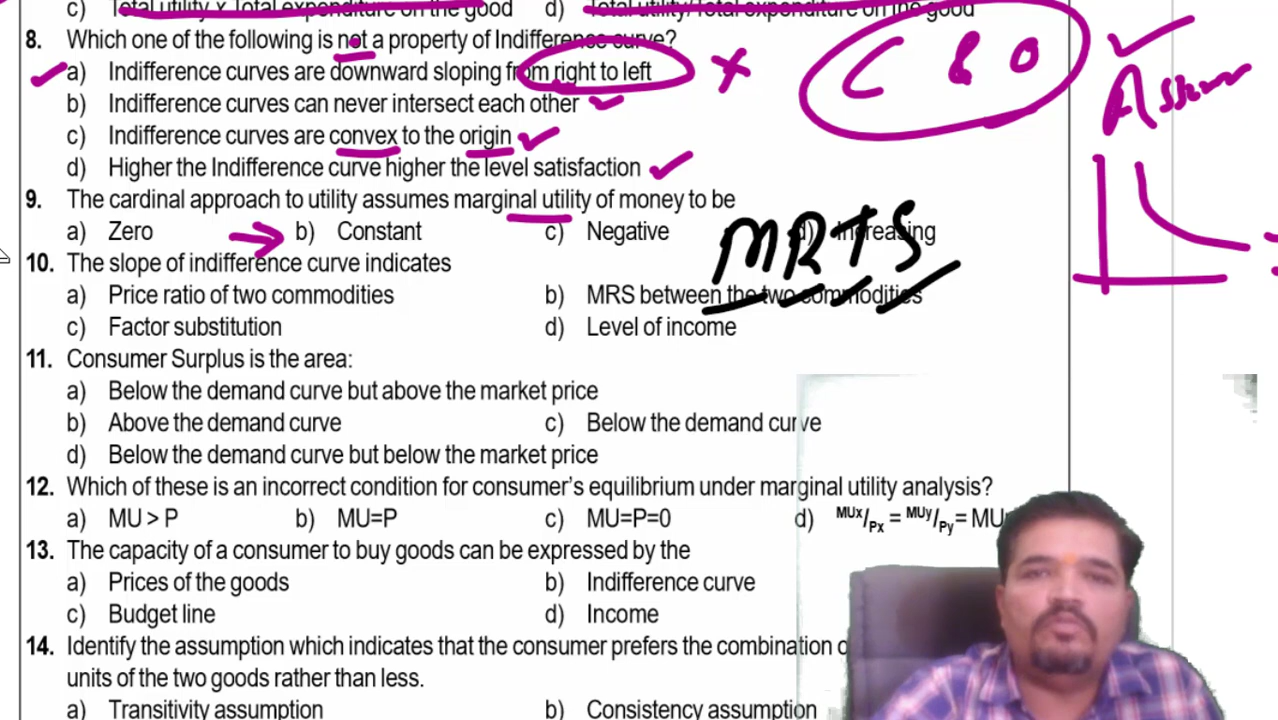 c) Total utility x Total expenditure on the good d) Total utility/Total expenditure on the good
8. Which one of the following is not a property of Indifference curve?
a) Indifference curves are downward sloping from right to left
b) Indifference curves can never intersect each other
c) Indifference curves are convex to the origin
d) Higher the Indifference curve higher the level satisfaction
C & O
9. The cardinal approach to utility assumes marginal utility of money to be
a) Zero b) Constant c) Negative d) Increasing
MRTS
10. The slope of indifference curve indicates
a) Price ratio of two commodities b) MRS between the two commodities
c) Factor substitution d) Level of income
11. Consumer Surplus is the area:
a) Below the demand curve but above the market price
b) Above the demand curve c) Below the demand curve
d) Below the demand curve but below the market price
12. Which of these is an incorrect condition for consumer's equilibrium under marginal utility analysis?
a) MU > P b) MU=P c) MU=P=0 d) MUx/Px = MUy/Py= MU
13. The capacity of a consumer to buy goods can be expressed by the
a) Prices of the goods b) Indifference curve
c) Budget line d) Income
14. Identify the assumption which indicates that the consumer prefers the combination
units of the two goods rather than less.
a) Transitivity assumption b) Consistency assumption